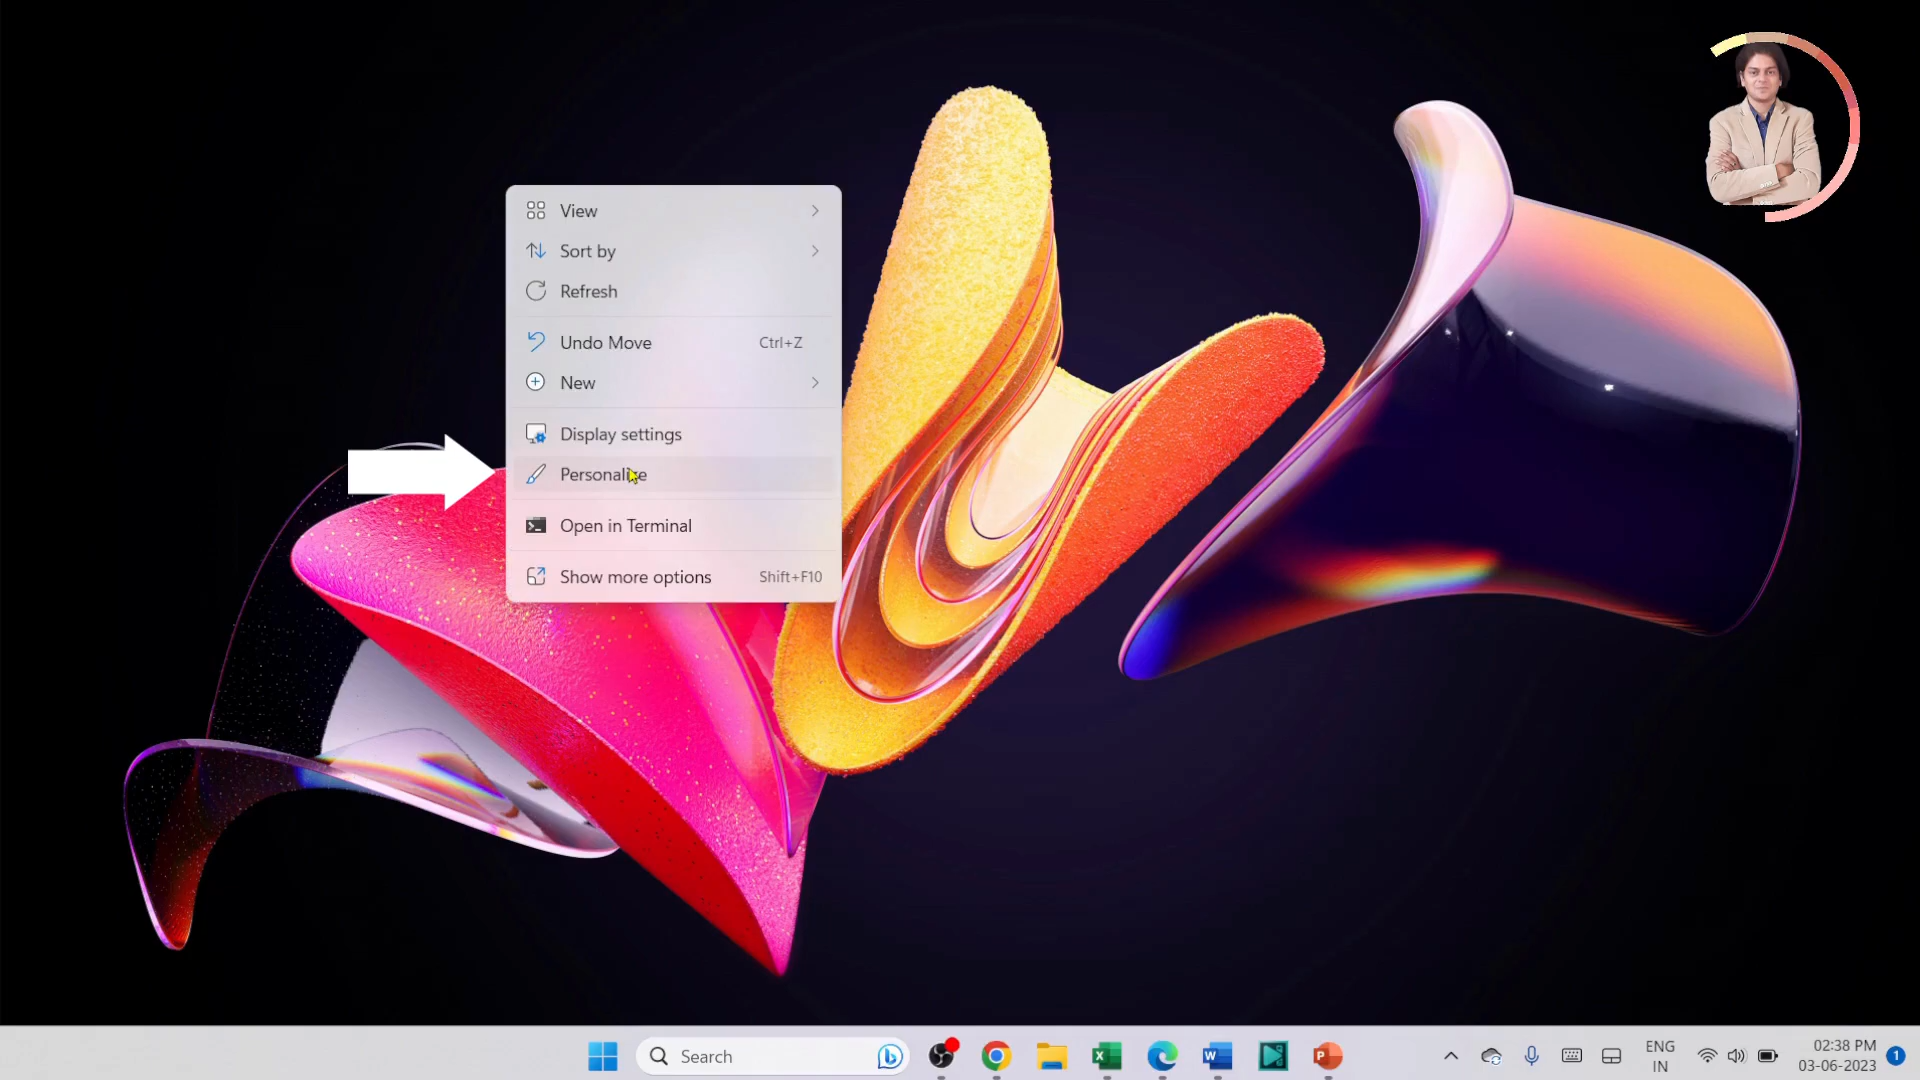 View
Sort by
Refresh
Undo Move Ctrl+Z
New
Display settings
Personalize
Open in Terminal
Show more options Shift+F10
Search
ENG
IN
02:38 PM
03-06-2023
1